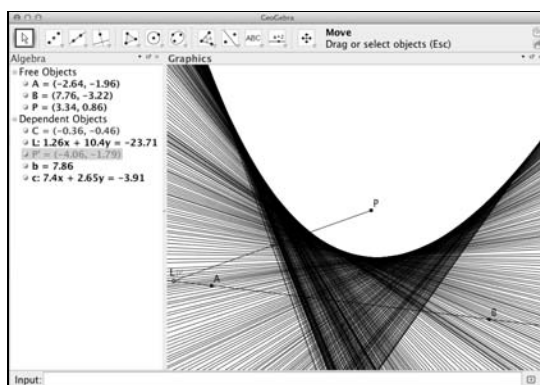 GeoGebra
ABC
a=2
Move
Drag or select objects (Esc)
Algebra
Graphics
Free Objects
A = (-2.64, -1.96)
B = (7.76, -3.22)
P = (3.34, 0.86)
Dependent Objects
C = (-0.36, -0.46)
L: 1.26x + 10.4y = -23.71
P' = (-4.06, -1.79)
b = 7.86
c: 7.4x + 2.65y = -3.91
P
L
A
B
Input: